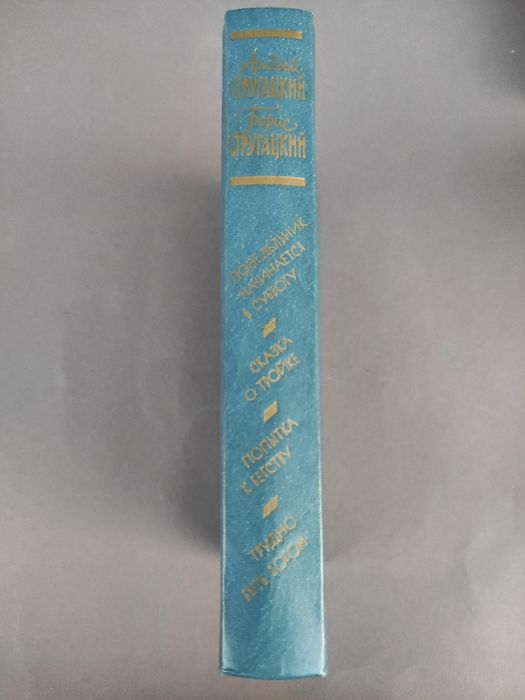 Аркадий
СТРУГАЦКИЙ
Борис
СТРУГАЦКИЙ
ПОНЕДЕЛЬНИК
НАЧИНАЕТСЯ
В СУББОТУ
СКАЗКА
О ТРОЙКЕ
ПОПЫТКА
К БЕГСТВУ
ТРУДНО
БЫТЬ БОГОМ